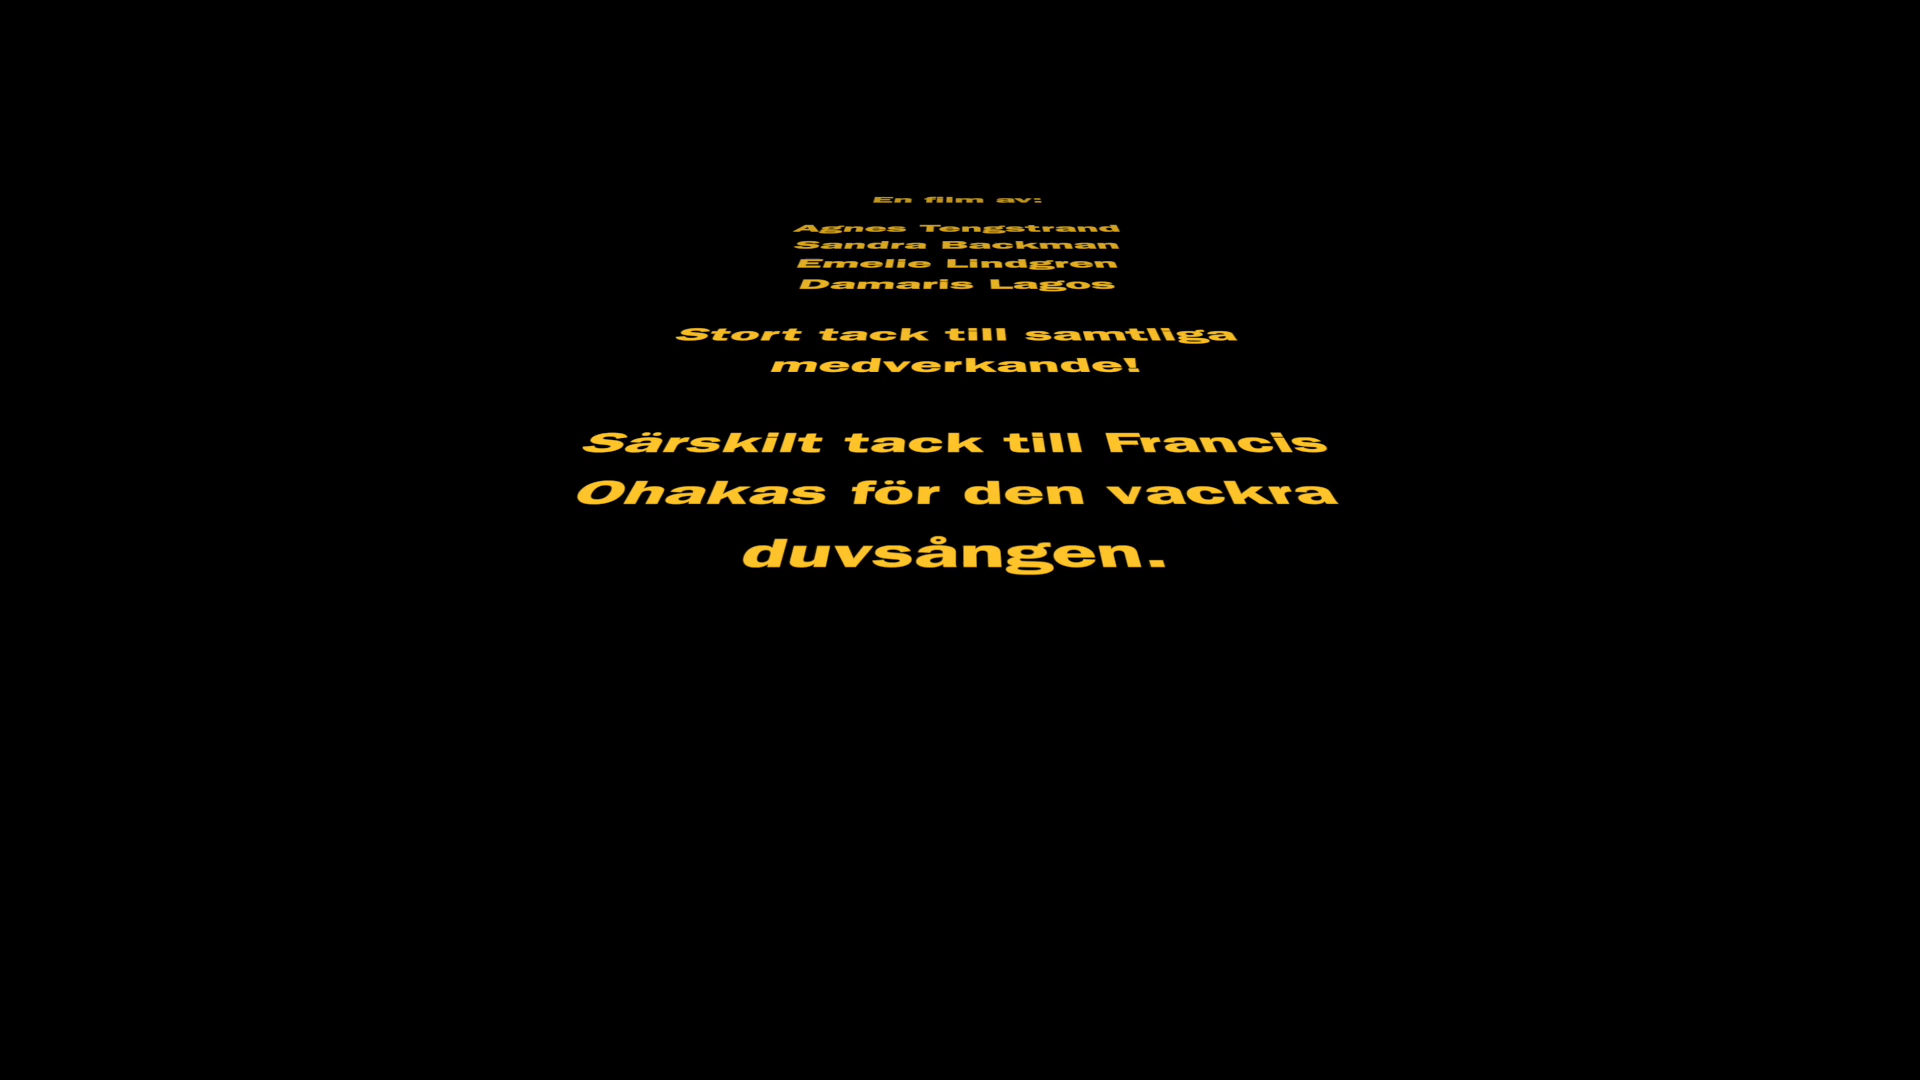 En film av:
Agnes Tengstrand
Sandra Backman
Emelie Lindgren
Damaris Lagos
Stort tack till samtliga
medverkande!
Särskilt tack till Francis
Ohakas för den vackra
duvsången.